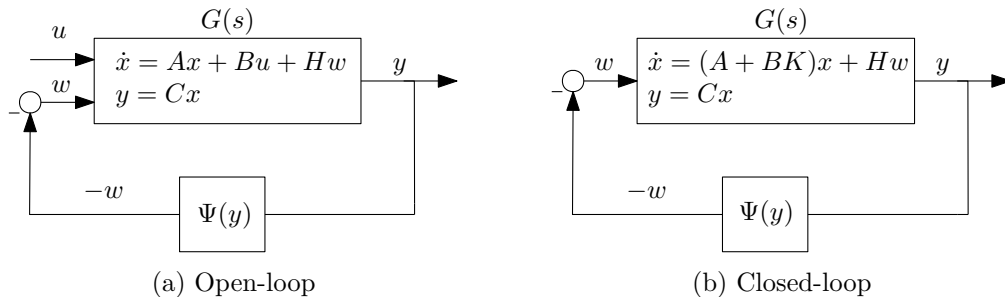 G(s)
u
w
ẋ = Ax + Bu + Hw
y = Cx
y
-
−w
Ψ(y)
(a) Open-loop
G(s)
w
ẋ = (A + BK)x + Hw
y = Cx
y
-
−w
Ψ(y)
(b) Closed-loop